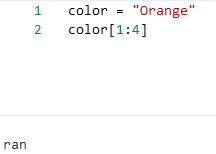 1 color = "Orange"
2 color[1:4]
ran